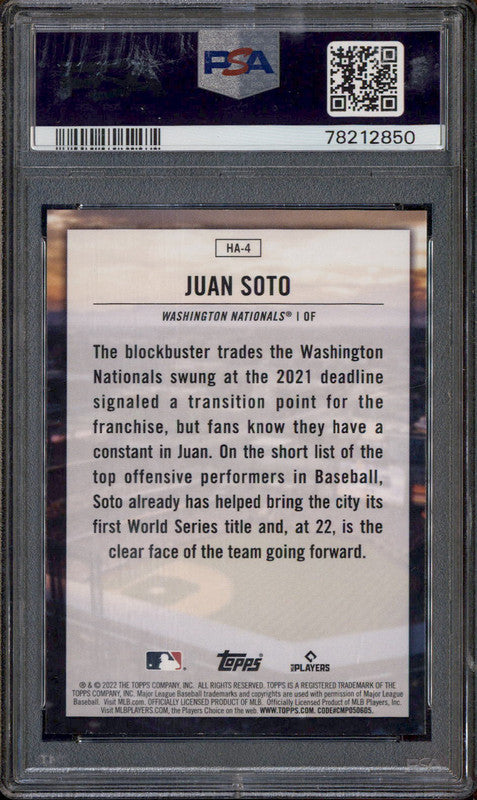 PSA
78212850
HA-4
JUAN SOTO
WASHINGTON NATIONALS® | OF
The blockbuster trades the Washington
Nationals swung at the 2021 deadline
signaled a transition point for the
franchise, but fans know they have a
constant in Juan. On the short list of the
top offensive performers in Baseball,
Soto already has helped bring the city its
first World Series title and, at 22, is the
clear face of the team going forward.
Topps
PLAYERS
® & © 2022 THE TOPPS COMPANY, INC. ALL RIGHTS RESERVED. TOPPS IS A REGISTERED TRADEMARK OF THE
TOPPS COMPANY, INC. Major League Baseball trademarks and copyrights are used with permission of Major League
Baseball. Visit MLB.com. OFFICIALLY LICENSED PRODUCT OF MLB. Officially Licensed Product of MLB Players, Inc.
Visit MLBPLAYERS.com, the Players Choice on the web. WWW.TOPPS.COM. CODE#CMP050605.
PSA